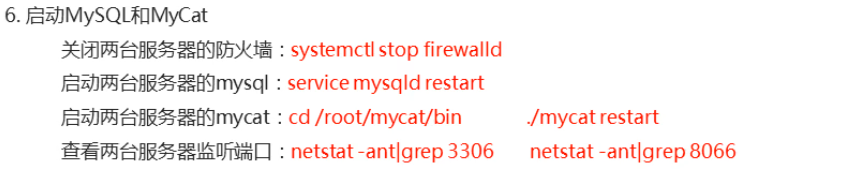 6. 启动MySQL和MyCat
关闭两台服务器的防火墙：systemctl stop firewalld
启动两台服务器的mysql：service mysqld restart
启动两台服务器的mycat：cd /root/mycat/bin ./mycat restart
查看两台服务器监听端口：netstat -ant|grep 3306 netstat -ant|grep 8066